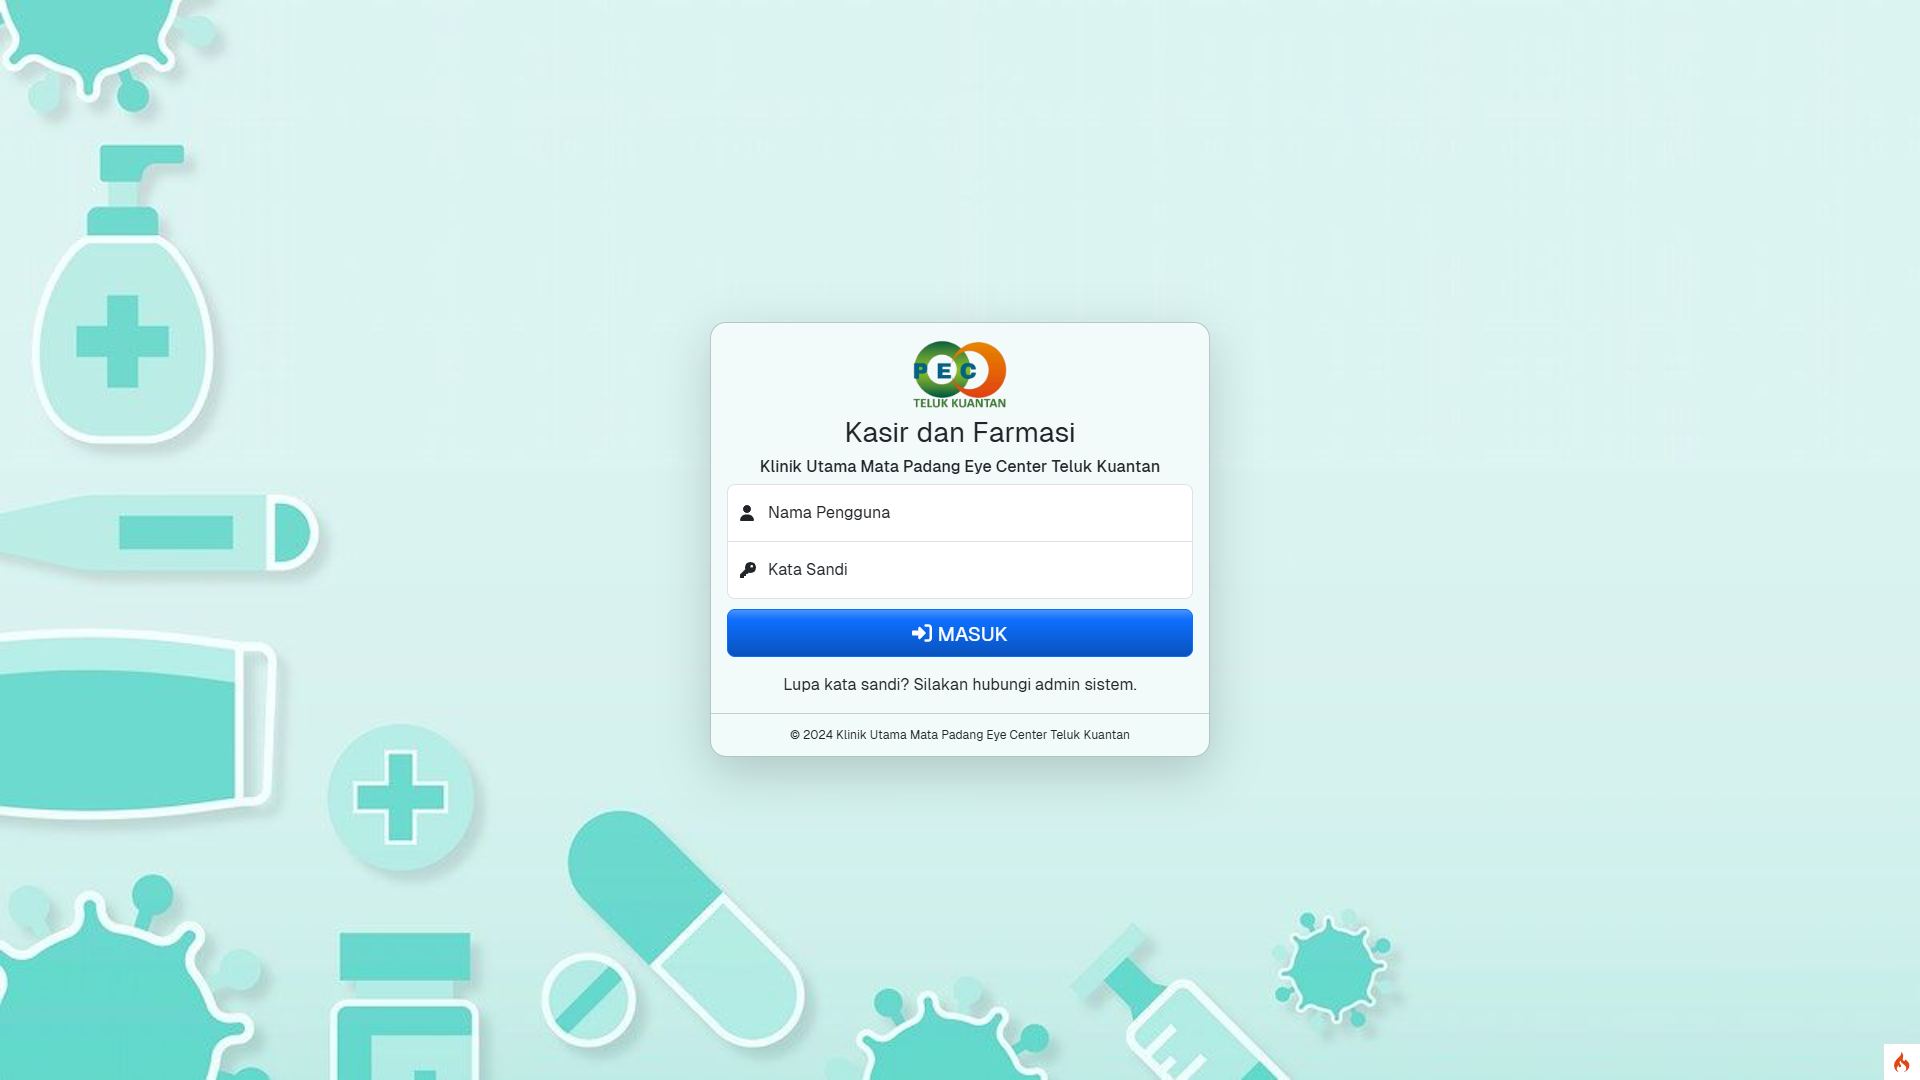 PEC
TELUK KUANTAN
Kasir dan Farmasi
Klinik Utama Mata Padang Eye Center Teluk Kuantan
Nama Pengguna
Kata Sandi
MASUK
Lupa kata sandi? Silakan hubungi admin sistem.
© 2024 Klinik Utama Mata Padang Eye Center Teluk Kuantan